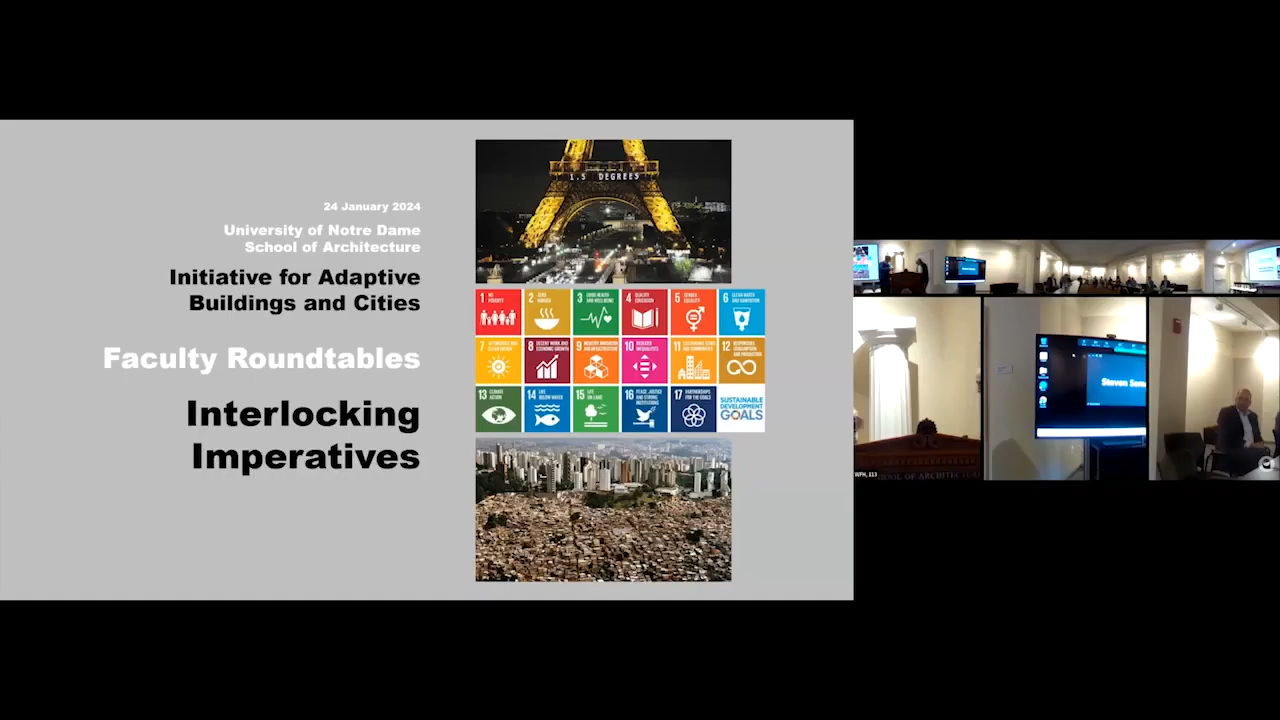 24 January 2024
University of Notre Dame
School of Architecture
Initiative for Adaptive
Buildings and Cities
Faculty Roundtables
Interlocking
Imperatives
1.5 DEGREES
1 NO
POVERTY
2 ZERO
HUNGER
3 GOOD HEALTH
AND WELL-BEING
4 QUALITY
EDUCATION
5 GENDER
EQUALITY
6 CLEAN WATER
AND SANITATION
7 AFFORDABLE AND
CLEAN ENERGY
8 DECENT WORK AND
ECONOMIC GROWTH
9 INDUSTRY, INNOVATION
AND INFRASTRUCTURE
10 REDUCED
INEQUALITIES
11 SUSTAINABLE CITIES
AND COMMUNITIES
12 RESPONSIBLE
CONSUMPTION
AND PRODUCTION
13 CLIMATE
ACTION
14 LIFE
BELOW WATER
15 LIFE
ON LAND
16 PEACE, JUSTICE
AND STRONG
INSTITUTIONS
17 PARTNERSHIPS
FOR THE GOALS
SUSTAINABLE
DEVELOPMENT
GOALS
Steven
WFH, 113
SCHOOL OF ARCHITECTURE